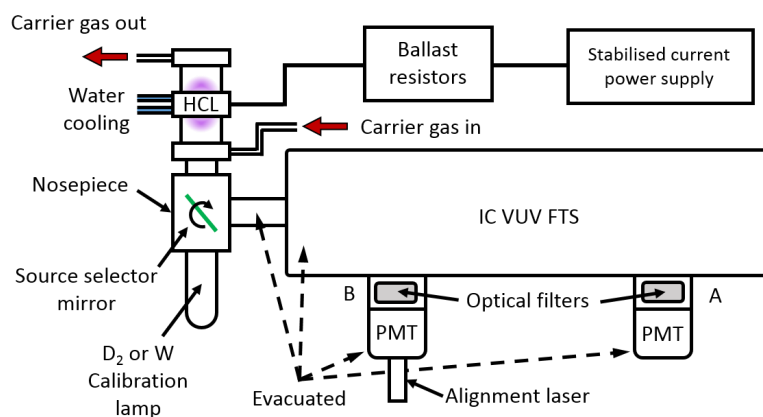 Carrier gas out
Ballast
resistors
Stabilised current
power supply
Water
cooling
HCL
Carrier gas in
Nosepiece
IC VUV FTS
Source selector
mirror
B
Optical filters
A
PMT
PMT
D₂ or W
Calibration
lamp
Evacuated
Alignment laser